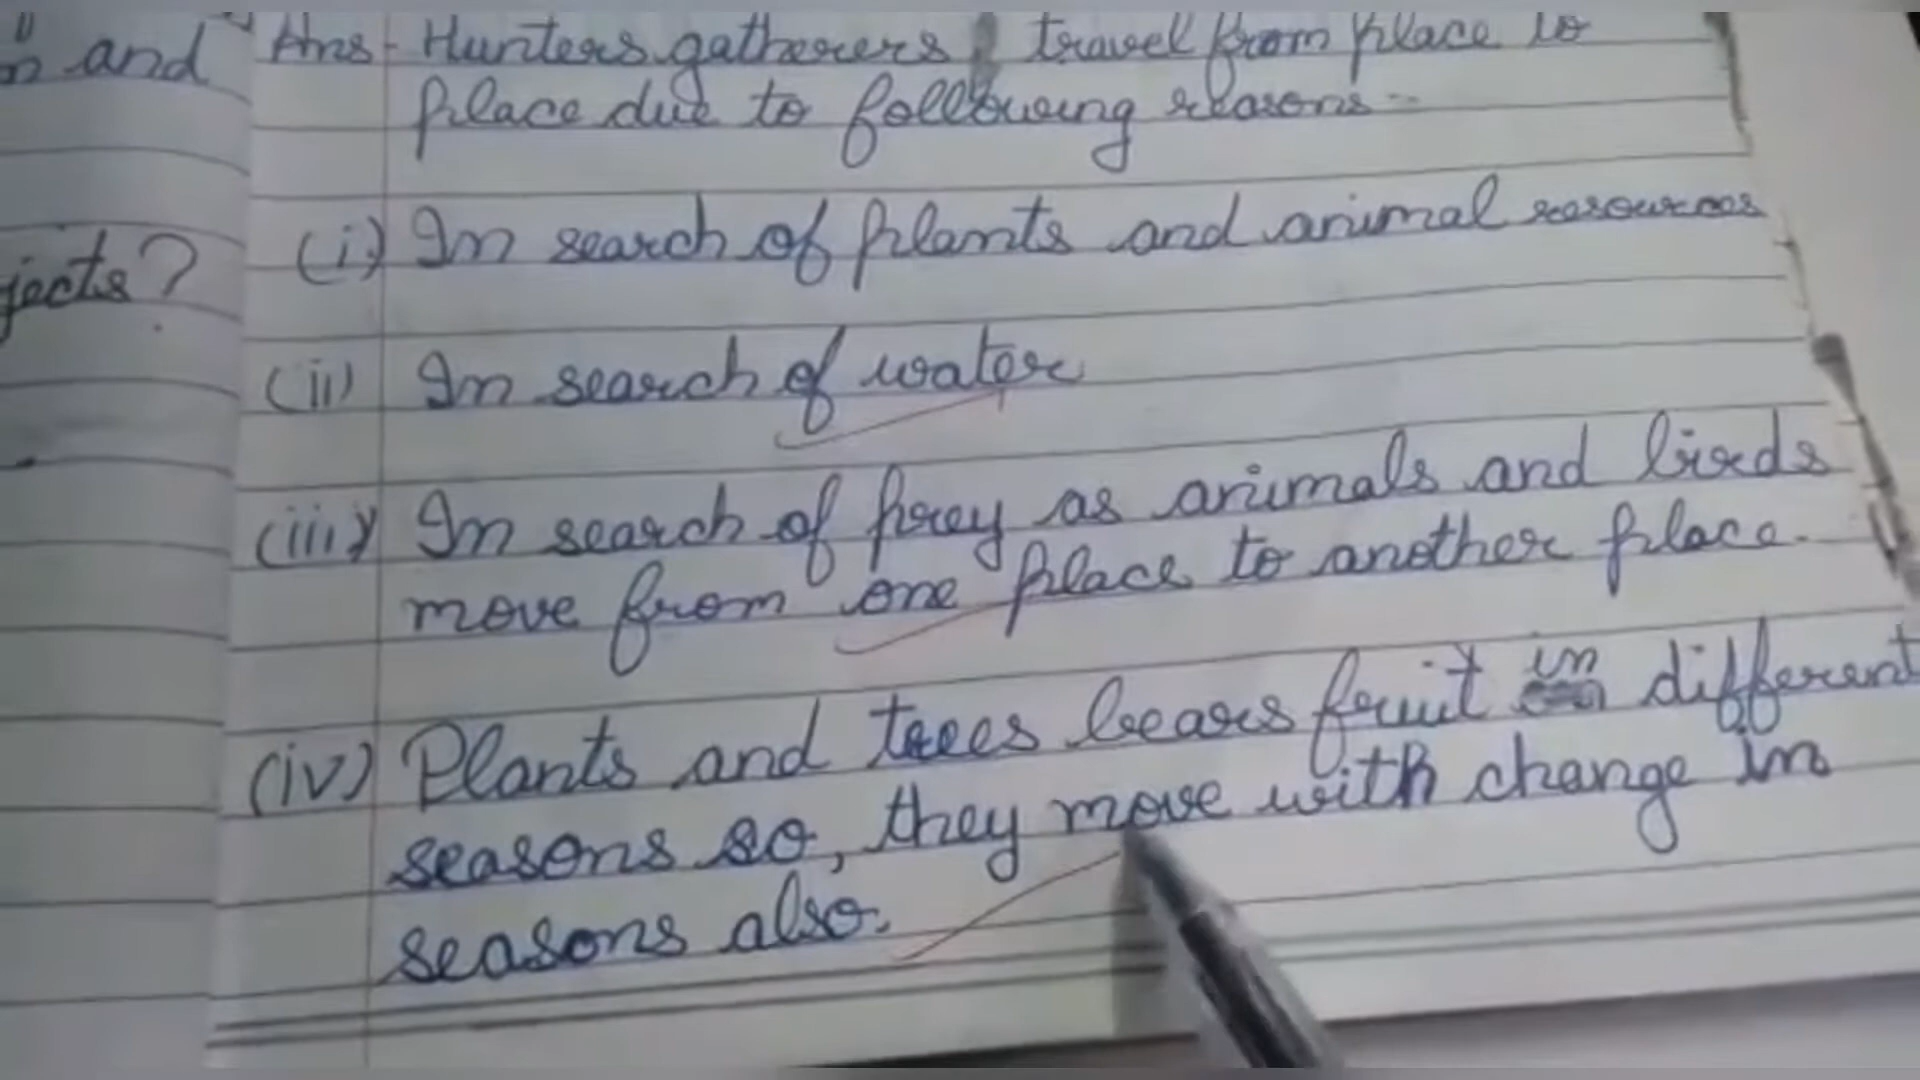 and
jects?
Ans- Hunters gatherers travel from place to
place due to following reasons-
(i) In search of plants and animal resources
(ii) In search of water
(iii) In search of prey as animals and birds
move from one place to another place.
(iv) Plants and trees bears fruit in different
seasons so, they move with change in
seasons also.